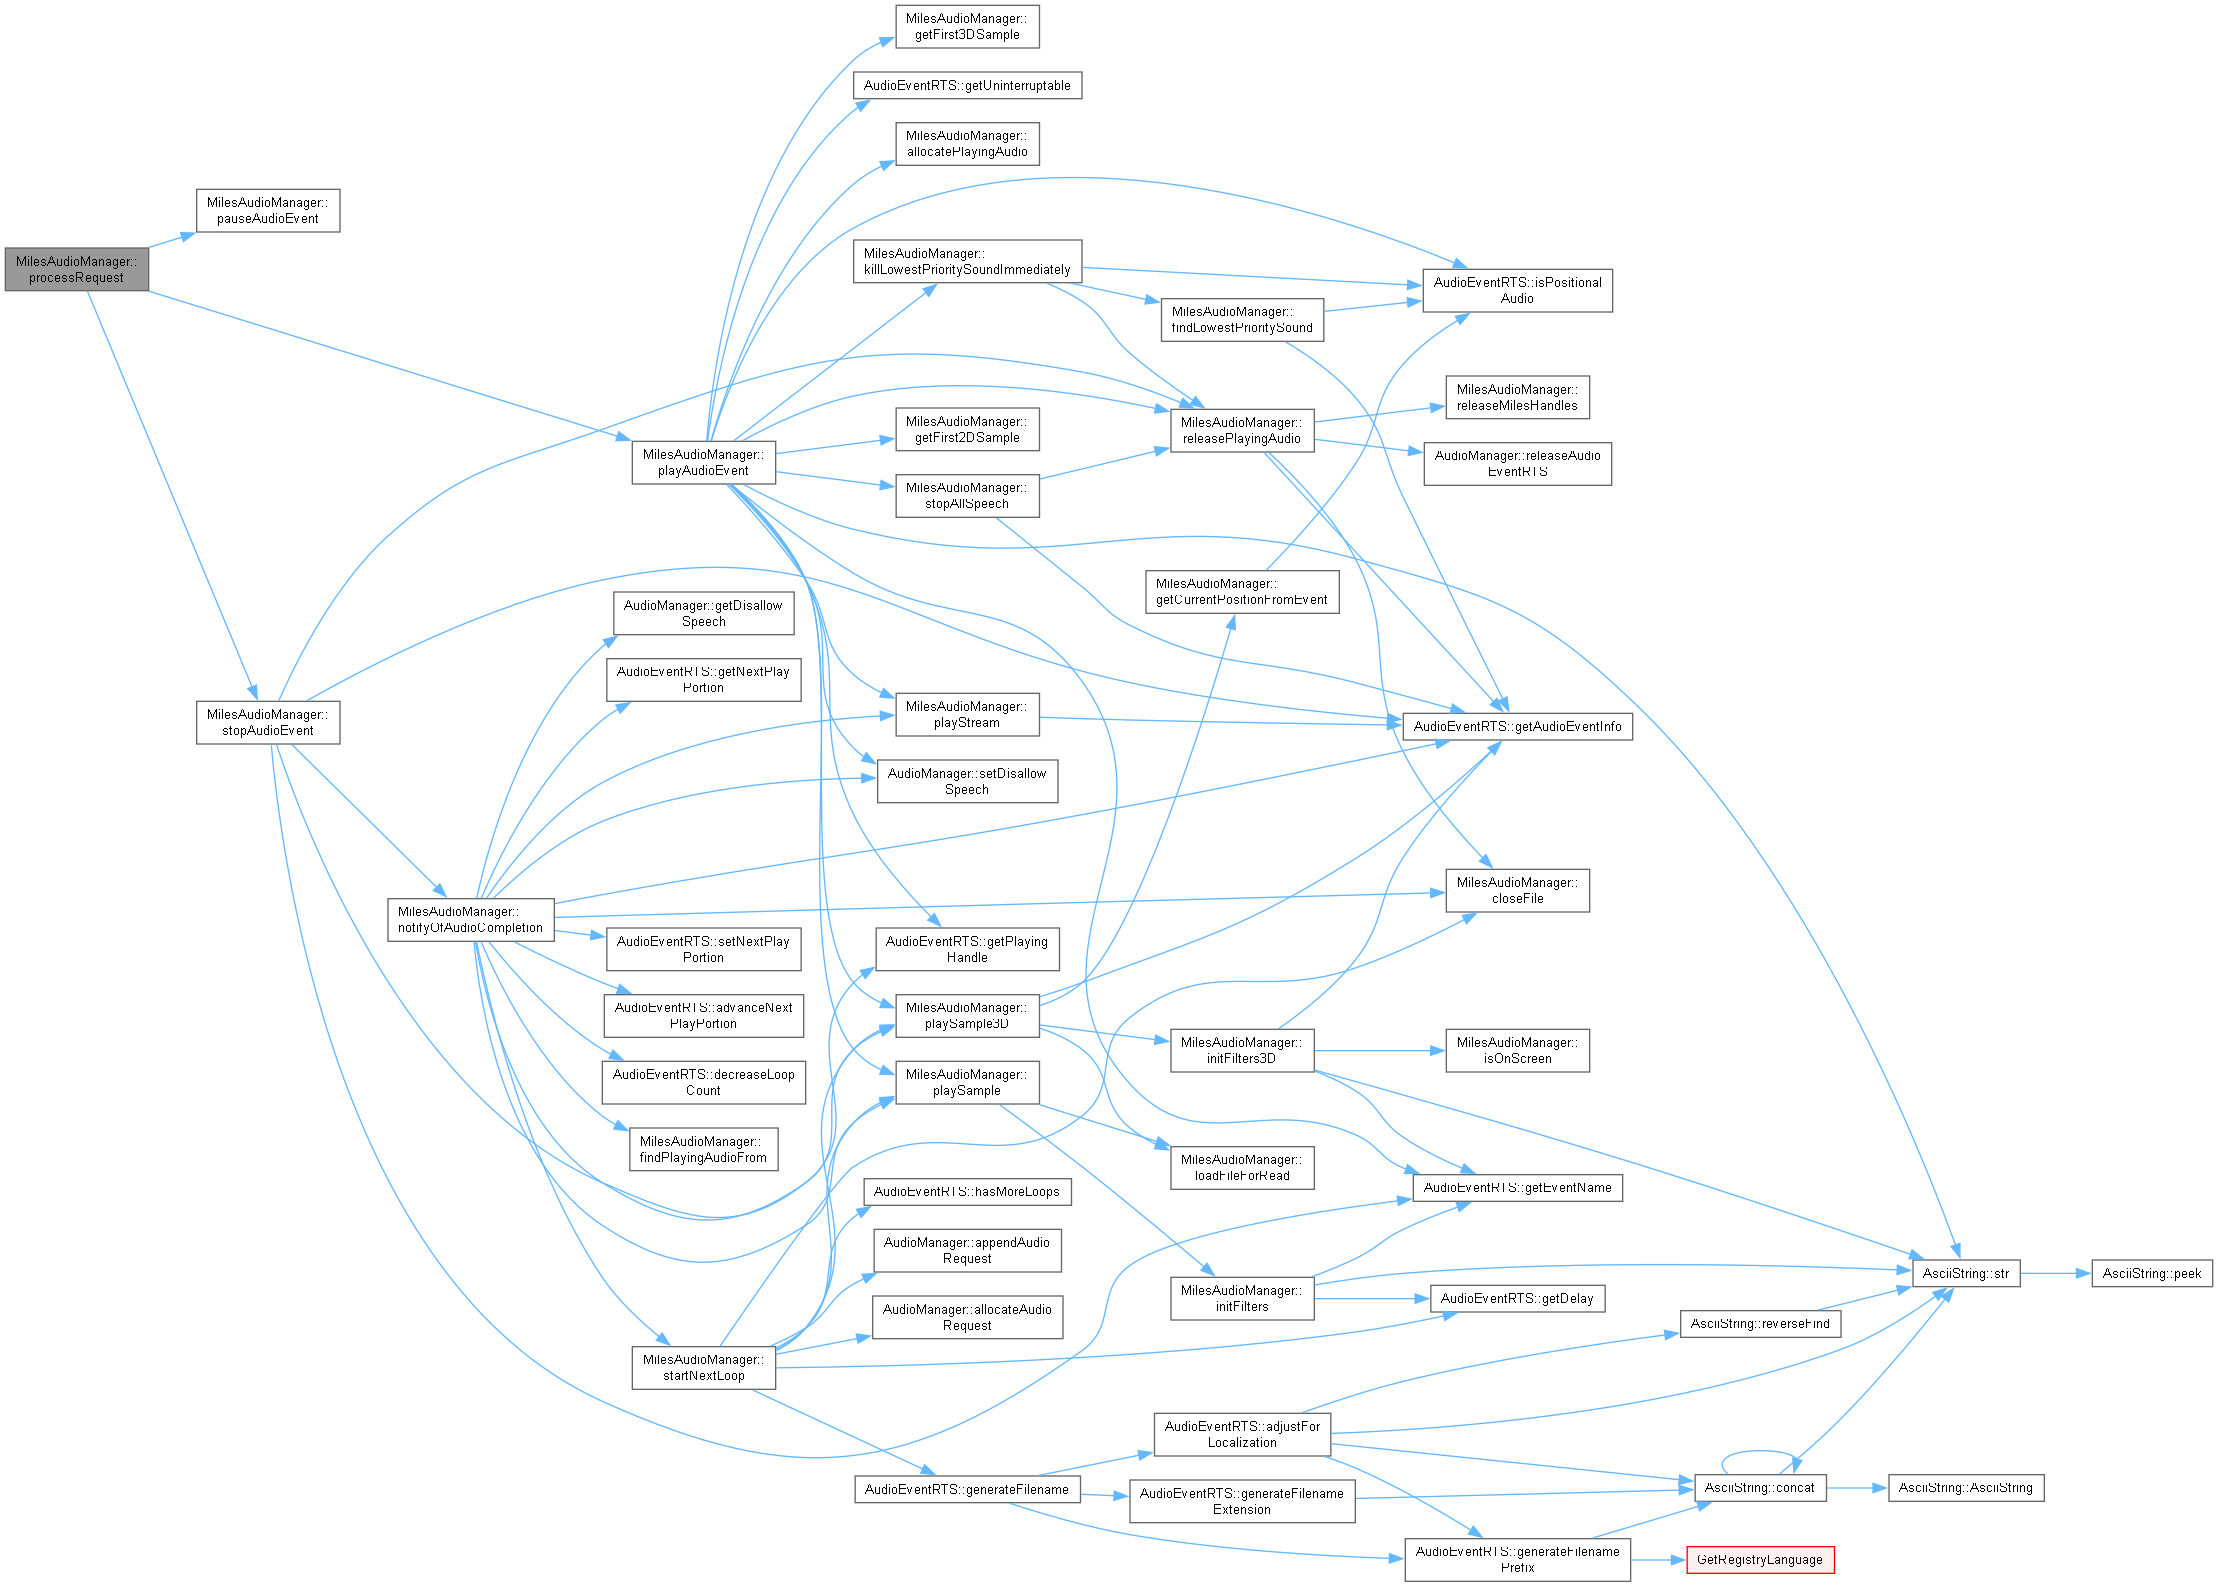 MilesAudioManager::
getFirst3DSample
AudioEventRTS::getUninterruptable
MilesAudioManager::
allocatePlayingAudio
MilesAudioManager::
pauseAudioEvent
MilesAudioManager::
processRequest
MilesAudioManager::
killLowestPrioritySoundImmediately
AudioEventRTS::isPositional
Audio
MilesAudioManager::
findLowestPrioritySound
MilesAudioManager::
releaseMilesHandles
MilesAudioManager::
getFirst2DSample
MilesAudioManager::
releasePlayingAudio
MilesAudioManager::
playAudioEvent
AudioManager::releaseAudio
EventRTS
MilesAudioManager::
stopAllSpeech
MilesAudioManager::
getCurrentPositionFromEvent
AudioManager::getDisallow
Speech
AudioEventRTS::getNextPlay
Portion
MilesAudioManager::
stopAudioEvent
MilesAudioManager::
playStream
AudioEventRTS::getAudioEventInfo
AudioManager::setDisallow
Speech
MilesAudioManager::
closeFile
MilesAudioManager::
notifyOfAudioCompletion
AudioEventRTS::setNextPlay
Portion
AudioEventRTS::getPlaying
Handle
AudioEventRTS::advanceNext
PlayPortion
MilesAudioManager::
playSample3D
MilesAudioManager::
initFilters3D
MilesAudioManager::
isOnScreen
AudioEventRTS::decreaseLoop
Count
MilesAudioManager::
playSample
MilesAudioManager::
findPlayingAudioFrom
MilesAudioManager::
loadFileForRead
AudioEventRTS::hasMoreLoops
AudioEventRTS::getEventName
AudioManager::appendAudio
Request
AsciiString::str
AsciiString::peek
MilesAudioManager::
initFilters
AudioEventRTS::getDelay
AudioManager::allocateAudio
Request
AsciiString::reverseFind
MilesAudioManager::
startNextLoop
AudioEventRTS::adjustFor
Localization
AudioEventRTS::generateFilename
AudioEventRTS::generateFilename
Extension
AsciiString::concat
AsciiString::AsciiString
AudioEventRTS::generateFilename
Prefix
GetRegistryLanguage